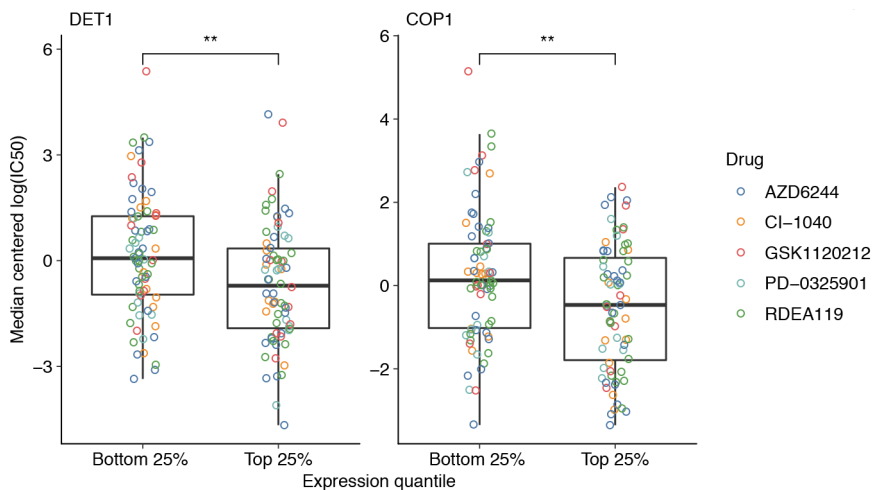 DET1
COP1
**
**
6
3
0
−3
6
4
2
0
−2
Median centered log(IC50)
Bottom 25%
Top 25%
Bottom 25%
Top 25%
Expression quantile
Drug
AZD6244
CI−1040
GSK1120212
PD−0325901
RDEA119